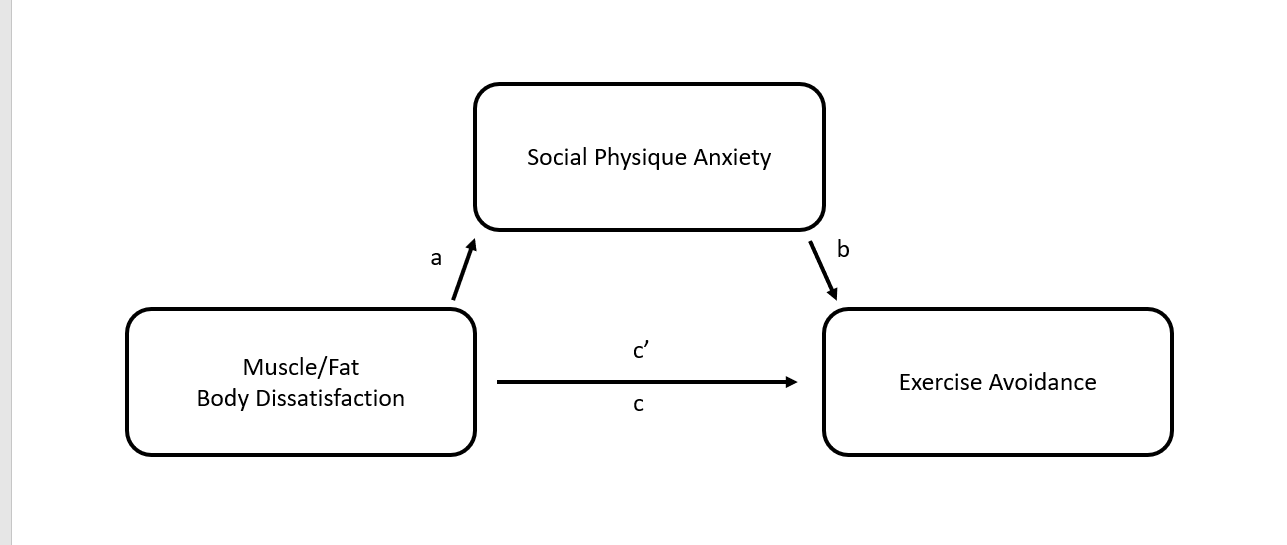 Social Physique Anxiety
a
b
Muscle/Fat
Body Dissatisfaction
c’
c
Exercise Avoidance